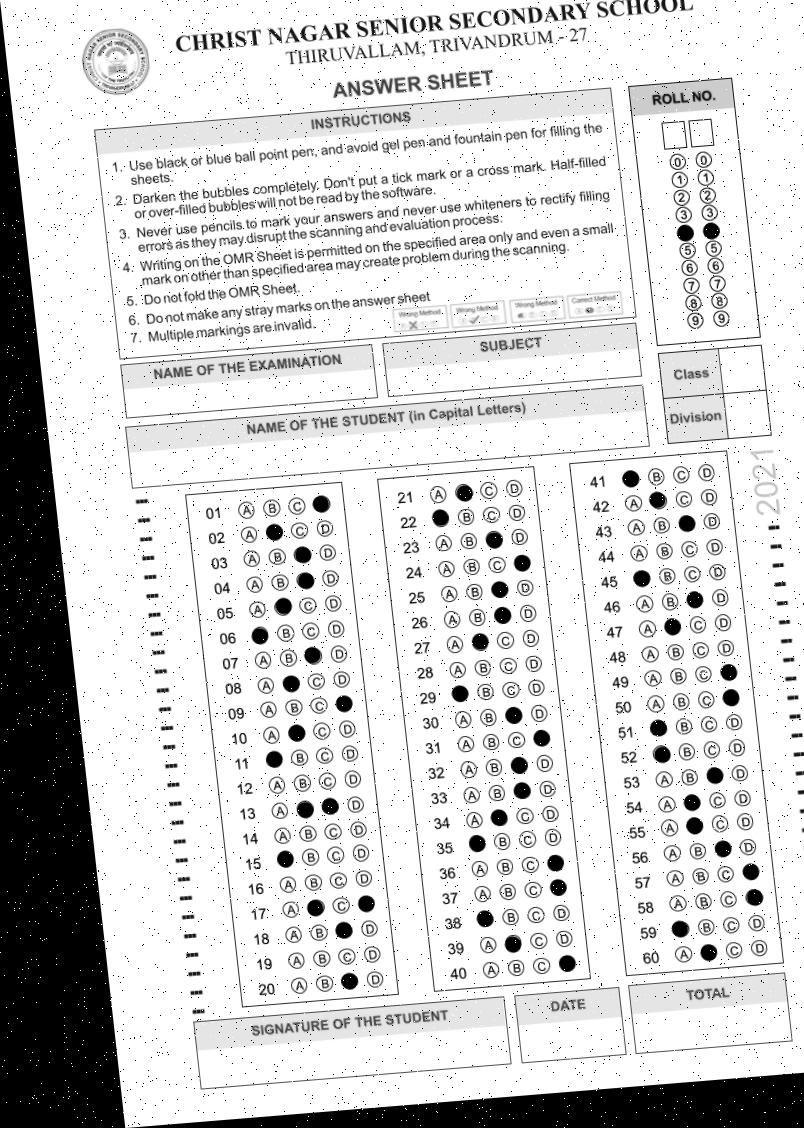 CHRIST NAGAR SENIOR SECONDARY SCHOOL
THIRUVALLAM, TRIVANDRUM - 27
ANSWER SHEET
INSTRUCTIONS
1. Use black or blue ball point pen, and avoid gel pen and fountain pen for filling the
sheets.
2. Darken the bubbles completely. Don't put a tick mark or a cross mark. Half-filled
or over-filled bubbles will not be read by the software.
3. Never use pencils to mark your answers and never use whiteners to rectify filling
errors as they may disrupt the scanning and evaluation process.
4. Writing on the OMR Sheet is permitted on the specified area only and even a small
mark on other than specified area may create problem during the scanning.
5. Do not fold the OMR Sheet.
6. Do not make any stray marks on the answer sheet
7. Multiple markings are invalid.
Wrong Method Wrong Method Wrong Method Correct Method
ROLL NO.
0 0
1 1
2 2
3 3
5 5
6 6
7 7
8 8
9 9
NAME OF THE EXAMINATION
SUBJECT
Class
Division
NAME OF THE STUDENT (in Capital Letters)
2021
01 A B C
02 A C D
03 A B D
04 A B D
05 A C D
06 B C D
07 A B D
08 A C D
09 A B C
10 A C D
11 B C D
12 A B C D
13 A D
14 A B C D
15 B C D
16 A B C D
17 A C
18 A B D
19 A B C D
20 A B D
21 A C D
22 B C D
23 A B D
24 A B C
25 A B D
26 A B D
27 A C D
28 A B C D
29 B C D
30 A B D
31 A B C
32 A B D
33 A B D
34 A C D
35 B C D
36 A B C
37 A B C
38 B C D
39 A C D
40 A B C
41 B C D
42 A C D
43 A B D
44 A B C D
45 B C D
46 A B D
47 A C D
48 A B C D
49 A B C
50 A B C
51 B C D
52 B C D
53 A B D
54 A C D
55 A C D
56 A B D
57 A B C
58 A B C
59 B C D
60 A C D
SIGNATURE OF THE STUDENT
DATE
TOTAL